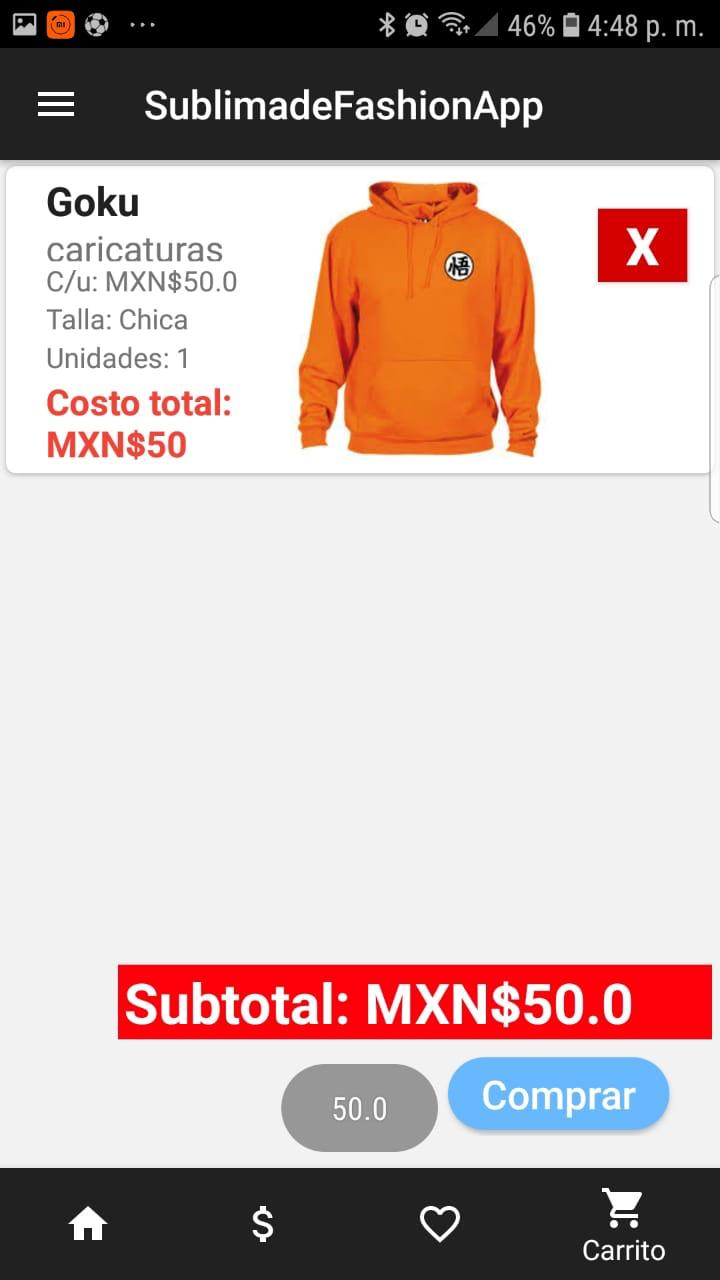 46% 4:48 p. m.
SublimadeFashionApp
Goku
caricaturas
C/u: MXN$50.0
Talla: Chica
Unidades: 1
Costo total:
MXN$50
悟
X
Subtotal: MXN$50.0
50.0
Comprar
$
Carrito